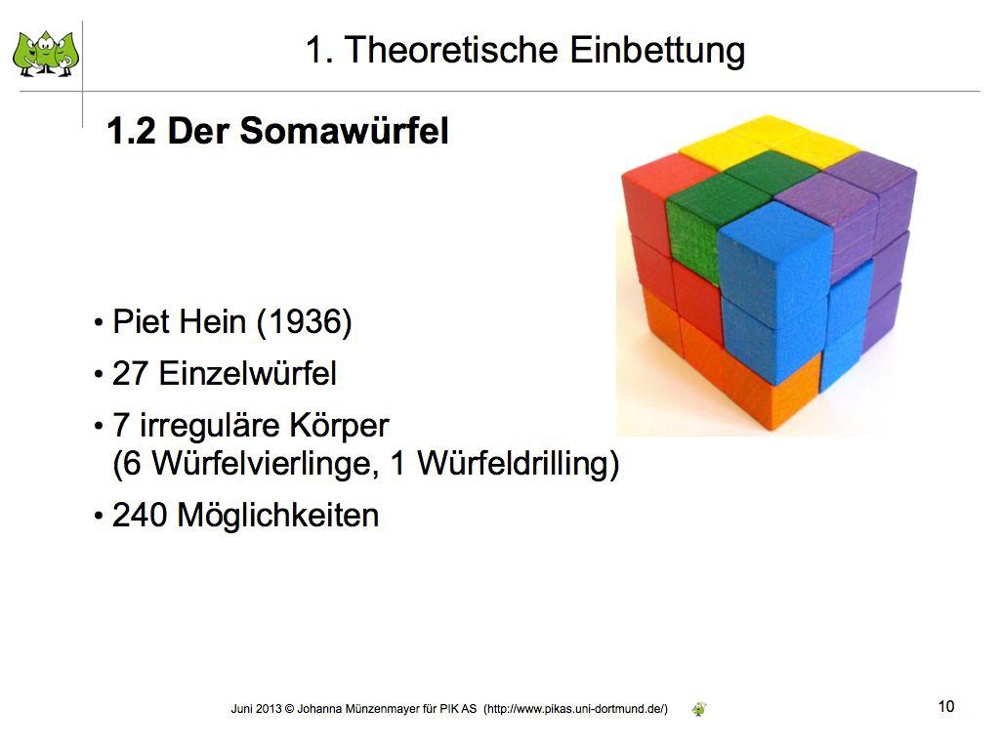 1. Theoretische Einbettung
1.2 Der Somawürfel
• Piet Hein (1936)
• 27 Einzelwürfel
• 7 irreguläre Körper
(6 Würfelvierlinge, 1 Würfeldrilling)
• 240 Möglichkeiten
Juni 2013 © Johanna Münzenmayer für PIK AS (http://www.pikas.uni-dortmund.de/)
10